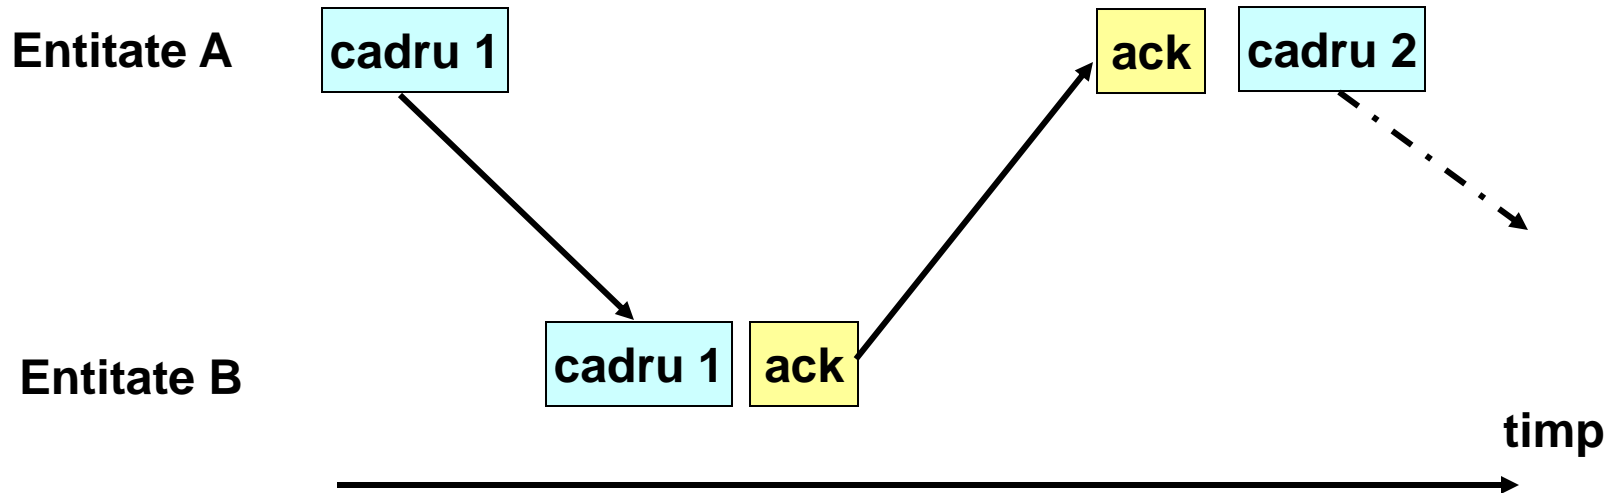 Entitate A
cadru 1
ack
cadru 2
Entitate B
cadru 1
ack
timp